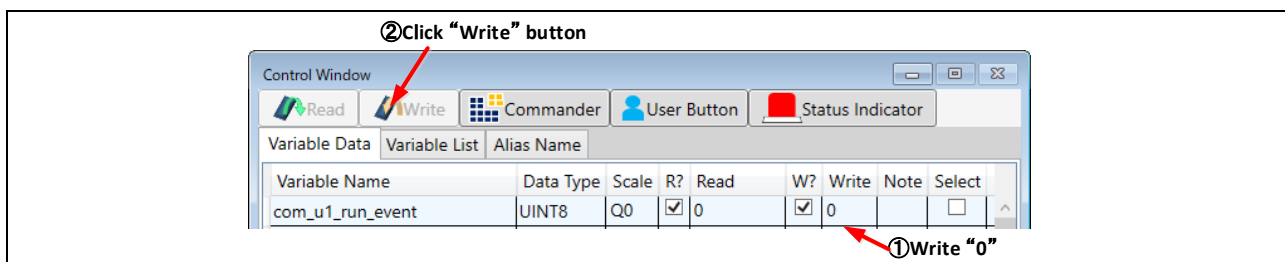 ②Click “Write” button
Control Window
Read Write Commander User Button Status Indicator
Variable Data Variable List Alias Name
Variable Name Data Type Scale R? Read W? Write Note Select
com_u1_run_event UINT8 Q0 0 0
①Write “0”